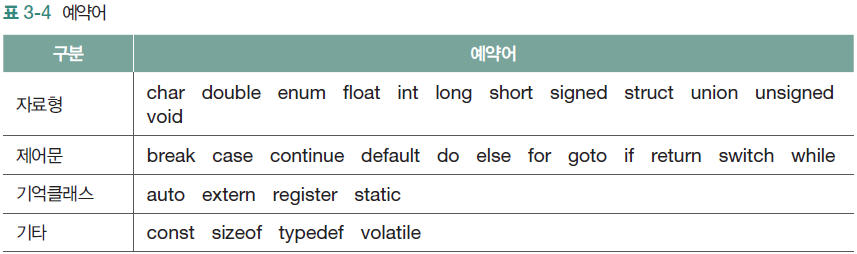 표 3-4 예약어
구분 예약어
자료형 char double enum float int long short signed struct union unsigned
void
제어문 break case continue default do else for goto if return switch while
기억클래스 auto extern register static
기타 const sizeof typedef volatile